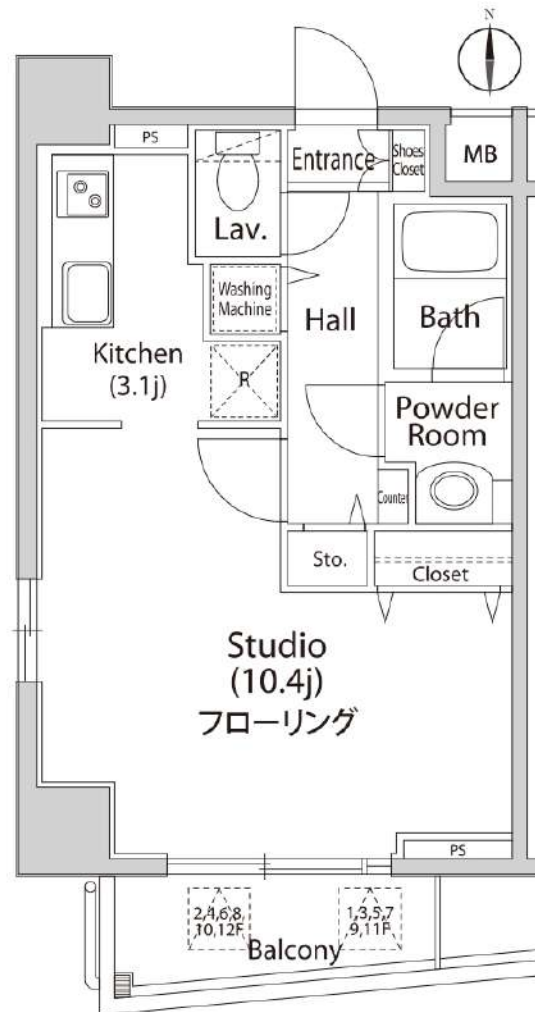 N
PS
Entrance
Shoes
Closet
MB
Lav.
Washing
Machine
Hall
Bath
Kitchen
(3.1j)
R
Powder
Room
Counter
Sto.
Closet
Studio
(10.4j)
フローリング
PS
2,4,6,8,
10,12F
1,3,5,7
9,11F
Balcony